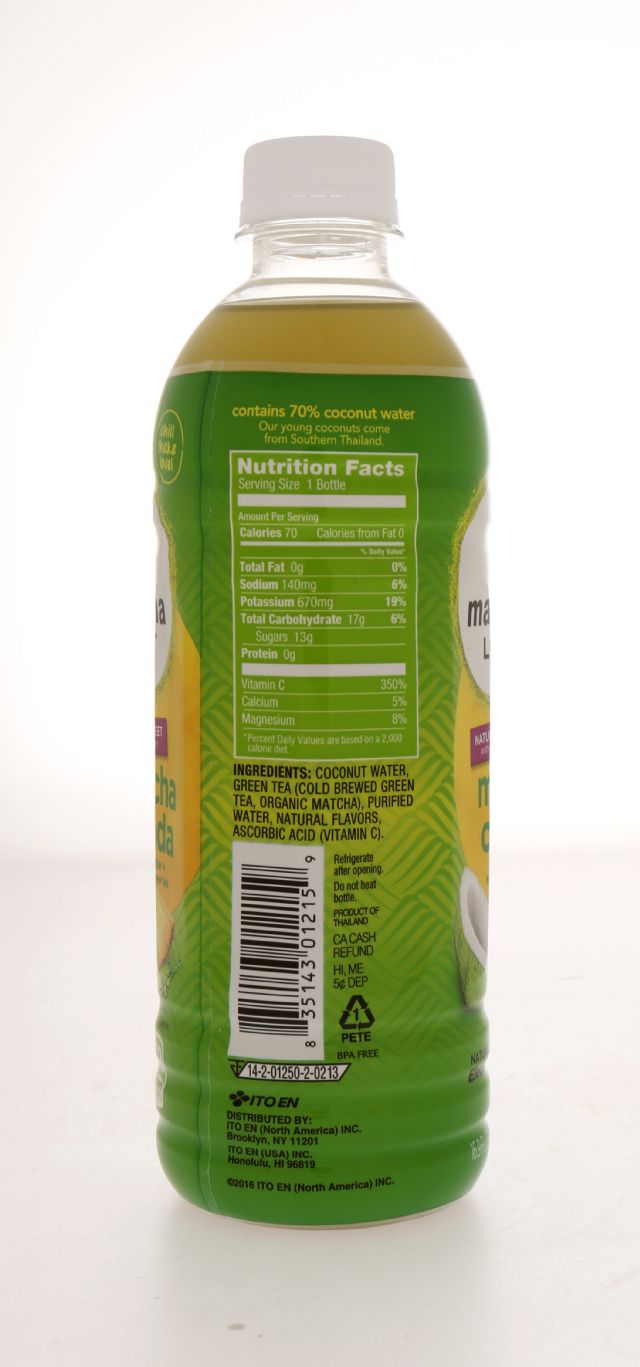 chill
shake
love!
contains 70% coconut water
Our young coconuts come
from Southern Thailand.
Nutrition Facts
Serving Size 1 Bottle
Amount Per Serving
Calories 70 Calories from Fat 0
% Daily Value*
Total Fat 0g 0%
Sodium 140mg 6%
Potassium 670mg 19%
Total Carbohydrate 17g 6%
Sugars 13g
Protein 0g
Vitamin C 350%
Calcium 5%
Magnesium 8%
*Percent Daily Values are based on a 2,000
calorie diet.
INGREDIENTS: COCONUT WATER,
GREEN TEA (COLD BREWED GREEN
TEA, ORGANIC MATCHA), PURIFIED
WATER, NATURAL FLAVORS,
ASCORBIC ACID (VITAMIN C).
8 35143 01215 9
Refrigerate
after opening.
Do not heat
bottle.
PRODUCT OF
THAILAND
CA CASH
REFUND
HI, ME
5¢ DEP
1
PETE
BPA FREE
14-2-01250-2-0213
ITO EN
DISTRIBUTED BY:
ITO EN (North America) INC.
Brooklyn, NY 11201
ITO EN (USA) INC.
Honolulu, HI 96819
©2016 ITO EN (North America) INC.
ma
cha
da